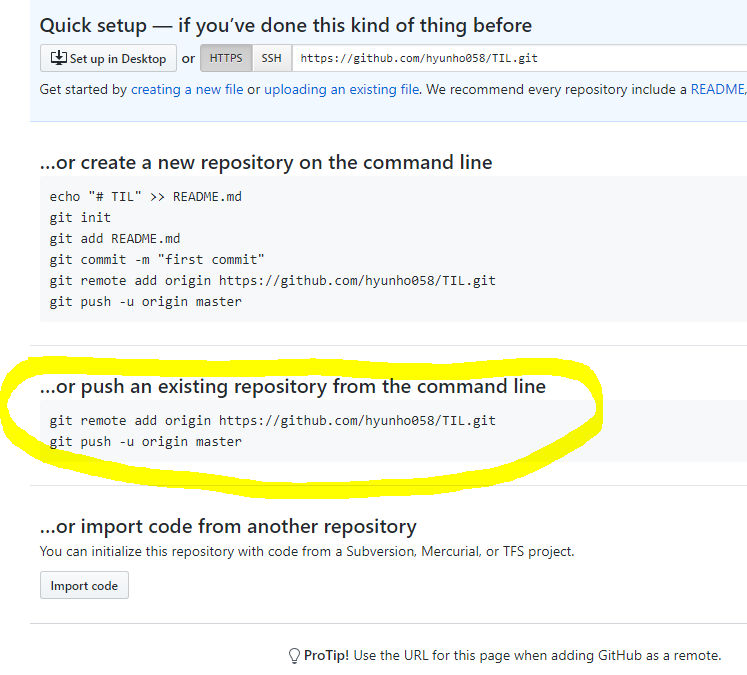 Quick setup — if you’ve done this kind of thing before
Set up in Desktop or HTTPS SSH https://github.com/hyunho058/TIL.git
Get started by creating a new file or uploading an existing file. We recommend every repository include a README,
…or create a new repository on the command line
echo "# TIL" >> README.md
git init
git add README.md
git commit -m "first commit"
git remote add origin https://github.com/hyunho058/TIL.git
git push -u origin master
…or push an existing repository from the command line
git remote add origin https://github.com/hyunho058/TIL.git
git push -u origin master
…or import code from another repository
You can initialize this repository with code from a Subversion, Mercurial, or TFS project.
Import code
ProTip! Use the URL for this page when adding GitHub as a remote.